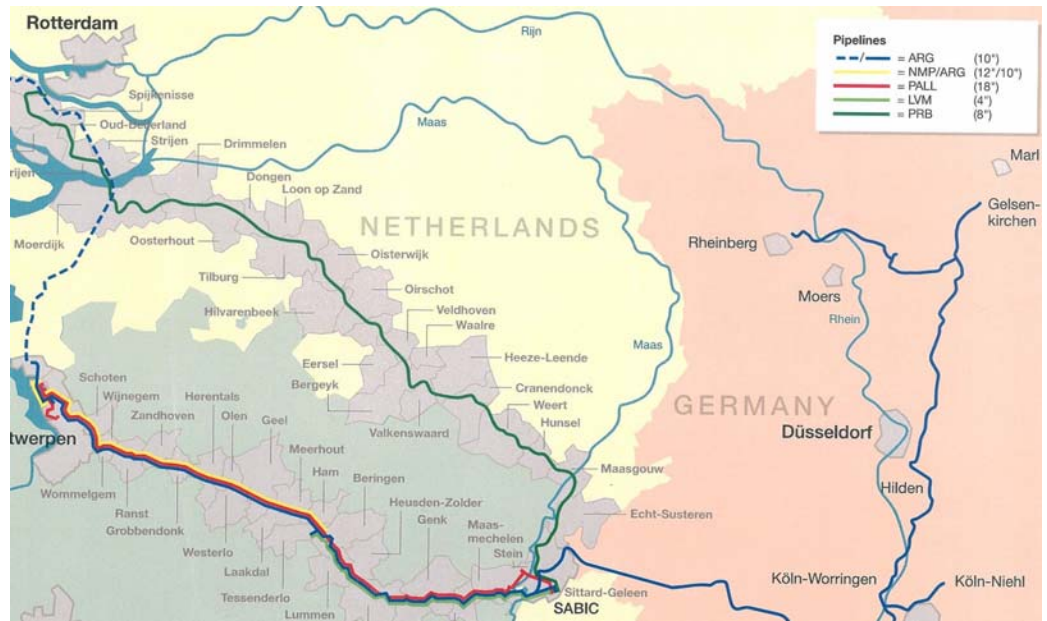 Rotterdam
Rijn
Pipelines
= ARG (10")
= NMP/ARG (12"/10")
= PALL (18")
= LVM (4")
= PRB (8")
Spijkenisse
Oud-Beijerland
Strijen
Maas
Drimmelen
Marl
rijen
Dongen
Loon op Zand
Gelsen-
kirchen
NETHERLANDS
Moerdijk
Oosterhout
Rheinberg
Oisterwijk
Tilburg
Moers
Oirschot
Hilvarenbeek
Veldhoven
Rhein
Waalre
Maas
Eersel
Heeze-Leende
Schoten
Bergeyk
Wijnegem
Herentals
Cranendonck
Zandhoven
Olen
Weert
GERMANY
Geel
Hunsel
Valkenswaard
Düsseldorf
twerpen
Meerhout
Ham
Maasgouw
Beringen
Wommelgem
Hilden
Ranst
Heusden-Zolder
Echt-Susteren
Grobbendonk
Genk
Maas-
mechelen
Westerlo
Stein
Laakdal
Köln-Worringen
Köln-Niehl
Tessenderlo
Sittard-Geleen
SABIC
Lummen